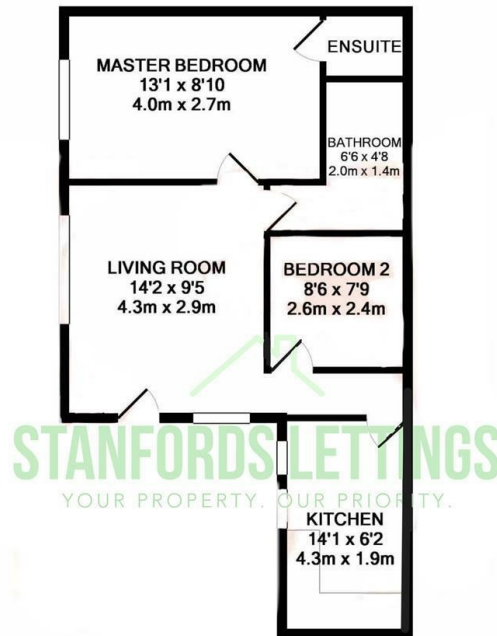 ENSUITE
MASTER BEDROOM
13'1 x 8'10
4.0m x 2.7m
BATHROOM
6'6 x 4'8
2.0m x 1.4m
LIVING ROOM
14'2 x 9'5
4.3m x 2.9m
BEDROOM 2
8'6 x 7'9
2.6m x 2.4m
STANFORDS LETTINGS
YOUR PROPERTY. OUR PRIORITY.
KITCHEN
14'1 x 6'2
4.3m x 1.9m